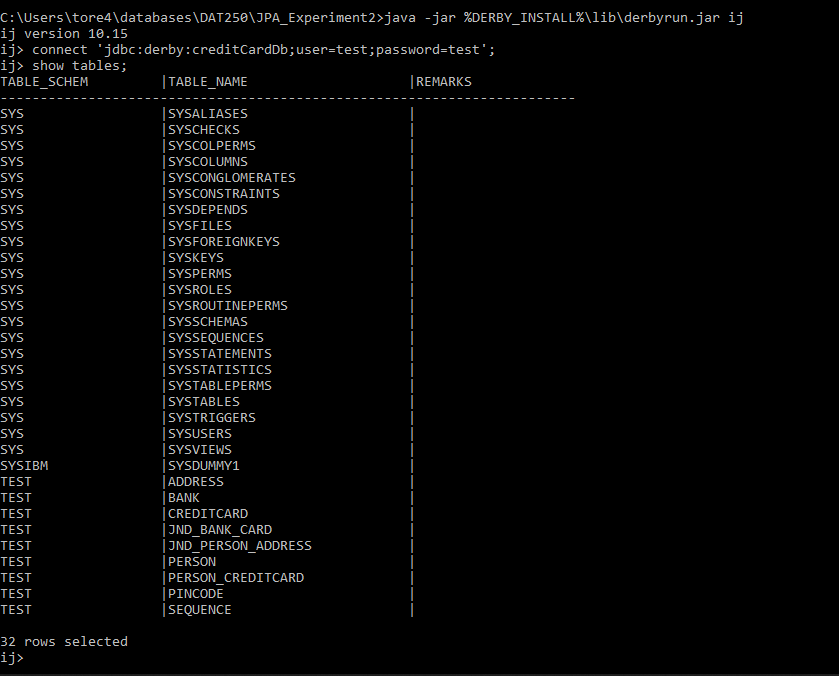 C:\Users\tore4\databases\DAT250\JPA_Experiment2>java -jar %DERBY_INSTALL%\lib\derbyrun.jar ij
ij version 10.15
ij> connect 'jdbc:derby:creditCardDb;user=test;password=test';
ij> show tables;
TABLE_SCHEM         |TABLE_NAME                    |REMARKS
------------------------------------------------------------------------
SYS                 |SYSALIASES                    |
SYS                 |SYSCHECKS                     |
SYS                 |SYSCOLPERMS                   |
SYS                 |SYSCOLUMNS                    |
SYS                 |SYSCONGLOMERATES              |
SYS                 |SYSCONSTRAINTS                |
SYS                 |SYSDEPENDS                    |
SYS                 |SYSFILES                      |
SYS                 |SYSFOREIGNKEYS                |
SYS                 |SYSKEYS                       |
SYS                 |SYSPERMS                      |
SYS                 |SYSROLES                      |
SYS                 |SYSROUTINEPERMS               |
SYS                 |SYSSCHEMAS                    |
SYS                 |SYSSEQUENCES                  |
SYS                 |SYSSTATEMENTS                 |
SYS                 |SYSSTATISTICS                 |
SYS                 |SYSTABLEPERMS                 |
SYS                 |SYSTABLES                     |
SYS                 |SYSTRIGGERS                   |
SYS                 |SYSUSERS                      |
SYS                 |SYSVIEWS                      |
SYSIBM              |SYSDUMMY1                     |
TEST                |ADDRESS                       |
TEST                |BANK                          |
TEST                |CREDITCARD                    |
TEST                |JND_BANK_CARD                 |
TEST                |JND_PERSON_ADDRESS            |
TEST                |PERSON                        |
TEST                |PERSON_CREDITCARD             |
TEST                |PINCODE                       |
TEST                |SEQUENCE                      |
32 rows selected
ij>